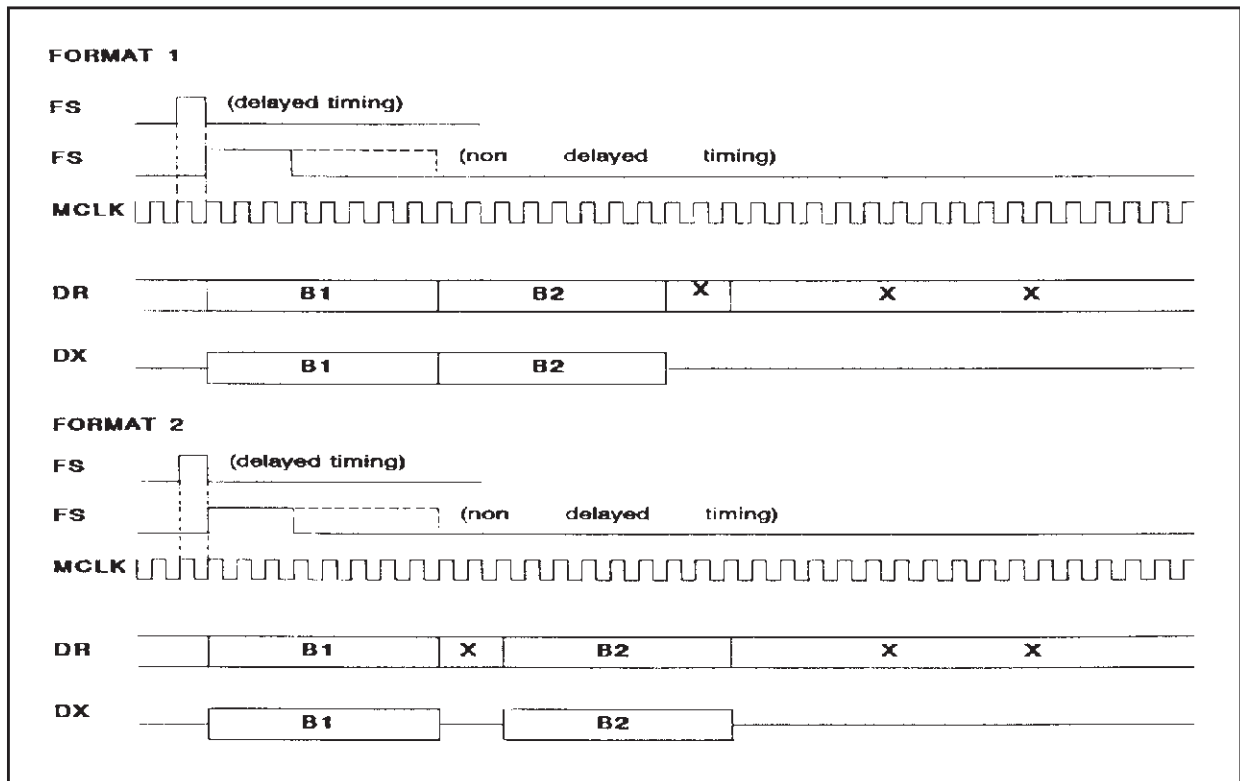 FORMAT 1
FS (delayed timing)
FS (non delayed timing)
MCLK
DR B1 B2 X X X
DX B1 B2
FORMAT 2
FS (delayed timing)
FS (non delayed timing)
MCLK
DR B1 X B2 X X
DX B1 B2